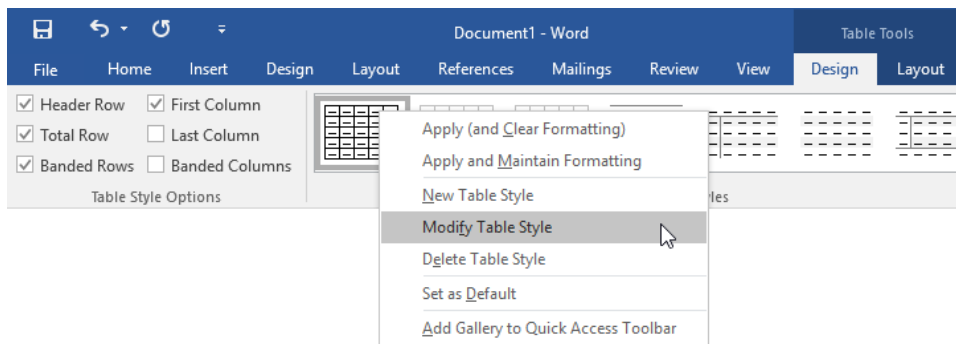 Document1 - Word
Table Tools
File Home Insert Design Layout References Mailings Review View Design Layout
Header Row First Column
Total Row Last Column
Banded Rows Banded Columns
Table Style Options
les
Apply (and Clear Formatting)
Apply and Maintain Formatting
New Table Style
Modify Table Style
Delete Table Style
Set as Default
Add Gallery to Quick Access Toolbar